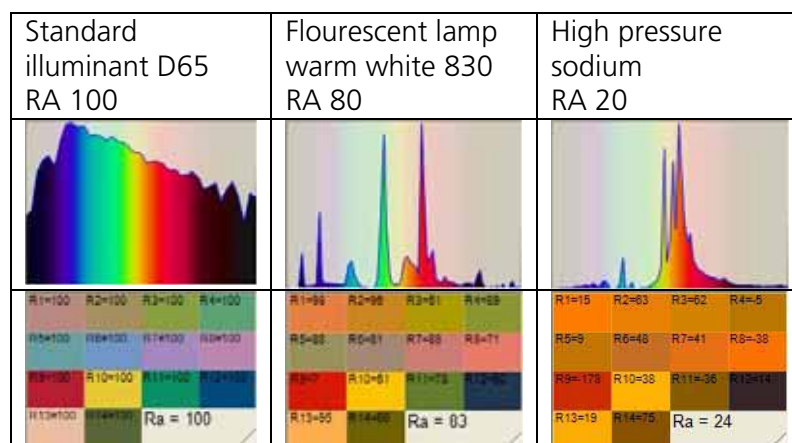 Standard
illuminant D65
RA 100
Flourescent lamp
warm white 830
RA 80
High pressure
sodium
RA 20
R1=100 R2=100 R3=100 R4=100
R5=100 R6=100 R7=100 R8=100
R9=100 R10=100 R11=100 R12=100
R13=100 R14=100 Ra = 100
R1=98 R2=96 R3=61 R4=89
R5=88 R6=81 R7=88 R8=71
R10=61
R13=95 Ra = 83
R1=15 R2=63 R3=62 R4=-5
R5=9 R6=48 R7=41 R8=-38
R9=-178 R10=38 R11=-36 R12=14
R13=19 R14=75 Ra = 24